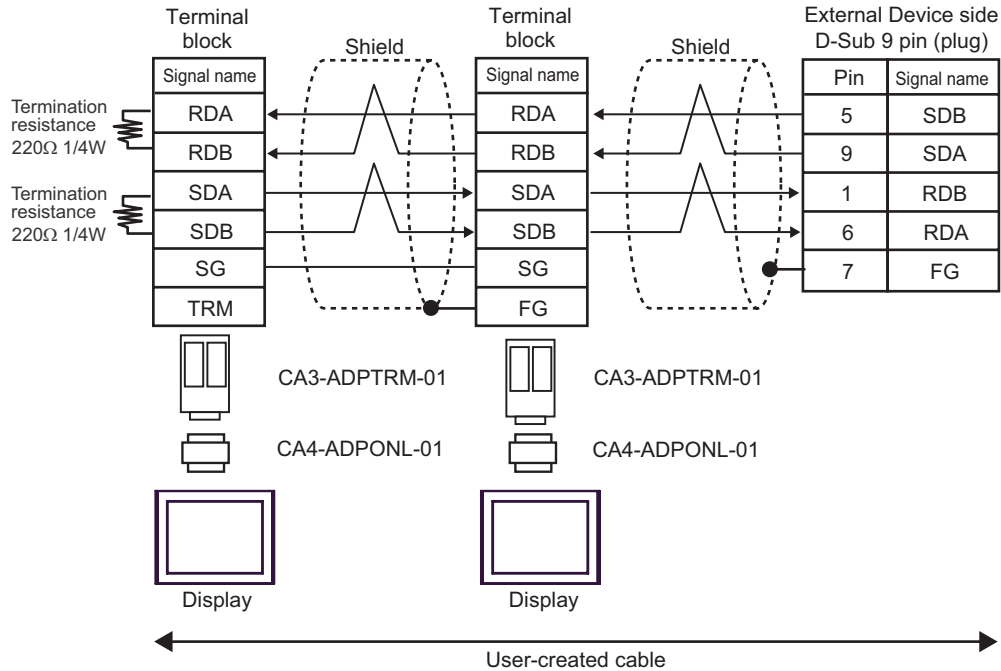 Terminal
block
Shield
Terminal
block
Shield
External Device side
D-Sub 9 pin (plug)
Signal name
Signal name
Pin Signal name
Termination
resistance
220Ω 1/4W
RDA
RDA
5 SDB
RDB
RDB
9 SDA
Termination
resistance
220Ω 1/4W
SDA
SDA
1 RDB
SDB
SDB
6 RDA
SG
SG
7 FG
TRM
FG
CA3-ADPTRM-01
CA3-ADPTRM-01
CA4-ADPONL-01
CA4-ADPONL-01
Display
Display
User-created cable